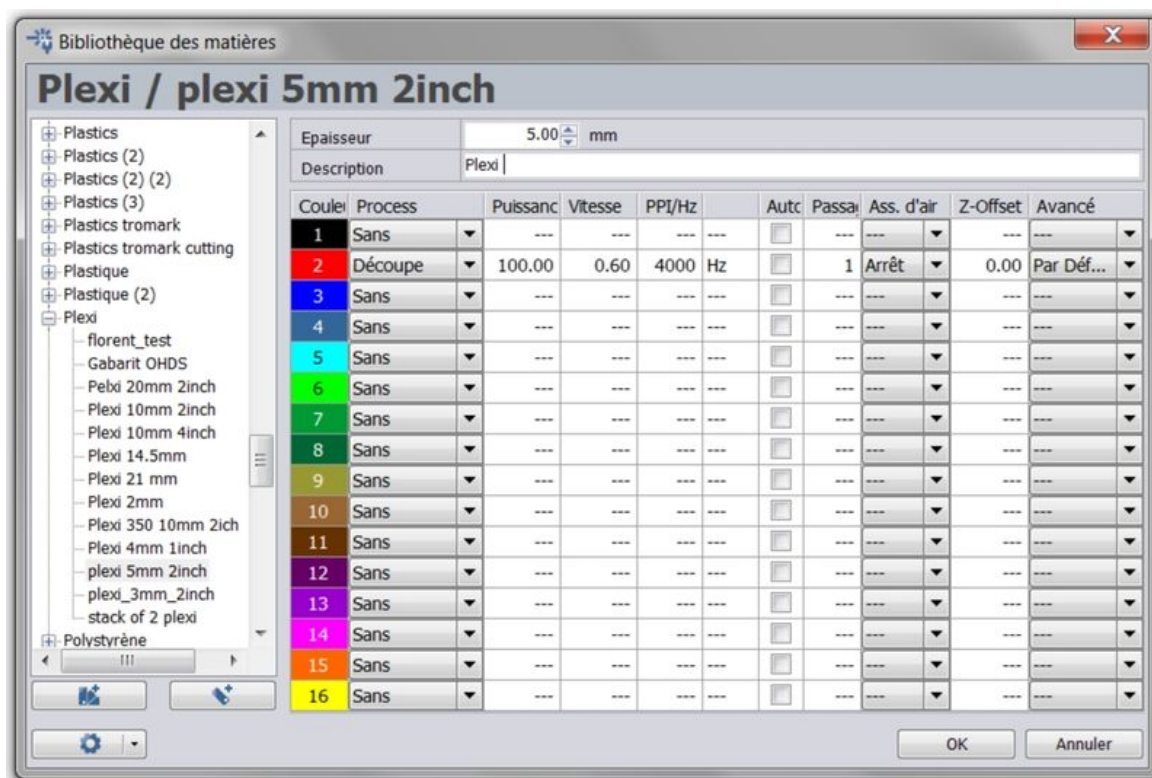 Bibliothèque des matières
Plexi / plexi 5mm 2inch
Plastics
Plastics (2)
Plastics (2) (2)
Plastics (3)
Plastics tromark
Plastics tromark cutting
Plastique
Plastique (2)
Plexi
florent_test
Gabarit OHDS
Pelxi 20mm 2inch
Plexi 10mm 2inch
Plexi 10mm 4inch
Plexi 14.5mm
Plexi 21 mm
Plexi 2mm
Plexi 350 10mm 2ich
Plexi 4mm 1inch
plexi 5mm 2inch
plexi_3mm_2inch
stack of 2 plexi
Polystyrène
Epaisseur 5.00 mm
Description Plexi
Couleu Process Puissanc Vitesse PPI/Hz Autc Passa Ass. d'air Z-Offset Avancé
1 Sans --- --- --- --- --- --- --- ---
2 Découpe 100.00 0.60 4000 Hz 1 Arrêt 0.00 Par Déf...
3 Sans --- --- --- --- --- --- --- ---
4 Sans --- --- --- --- --- --- --- ---
5 Sans --- --- --- --- --- --- --- ---
6 Sans --- --- --- --- --- --- --- ---
7 Sans --- --- --- --- --- --- --- ---
8 Sans --- --- --- --- --- --- --- ---
9 Sans --- --- --- --- --- --- --- ---
10 Sans --- --- --- --- --- --- --- ---
11 Sans --- --- --- --- --- --- --- ---
12 Sans --- --- --- --- --- --- --- ---
13 Sans --- --- --- --- --- --- --- ---
14 Sans --- --- --- --- --- --- --- ---
15 Sans --- --- --- --- --- --- --- ---
16 Sans --- --- --- --- --- --- --- ---
OK Annuler